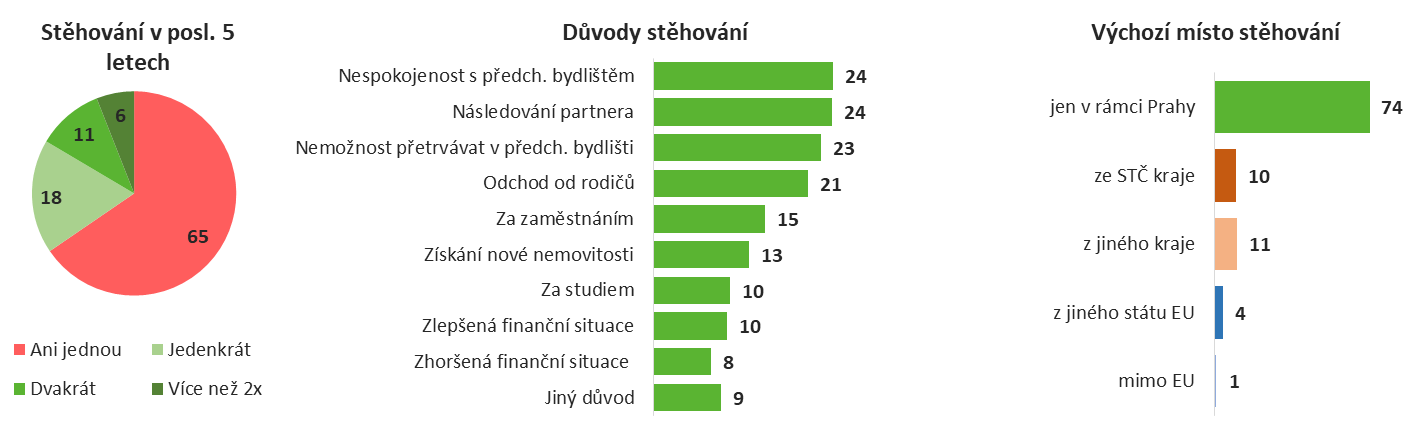 Stěhování v posl. 5
letech
6
11
18
65
Ani jednou
Jedenkrát
Dvakrát
Více než 2x
Důvody stěhování
Nespokojenost s předch. bydlištěm 24
Následování partnera 24
Nemožnost přetrvávat v předch. bydlišti 23
Odchod od rodičů 21
Za zaměstnáním 15
Získání nové nemovitosti 13
Za studiem 10
Zlepšená finanční situace 10
Zhoršená finanční situace 8
Jiný důvod 9
Výchozí místo stěhování
jen v rámci Prahy 74
ze STČ kraje 10
z jiného kraje 11
z jiného státu EU 4
mimo EU 1